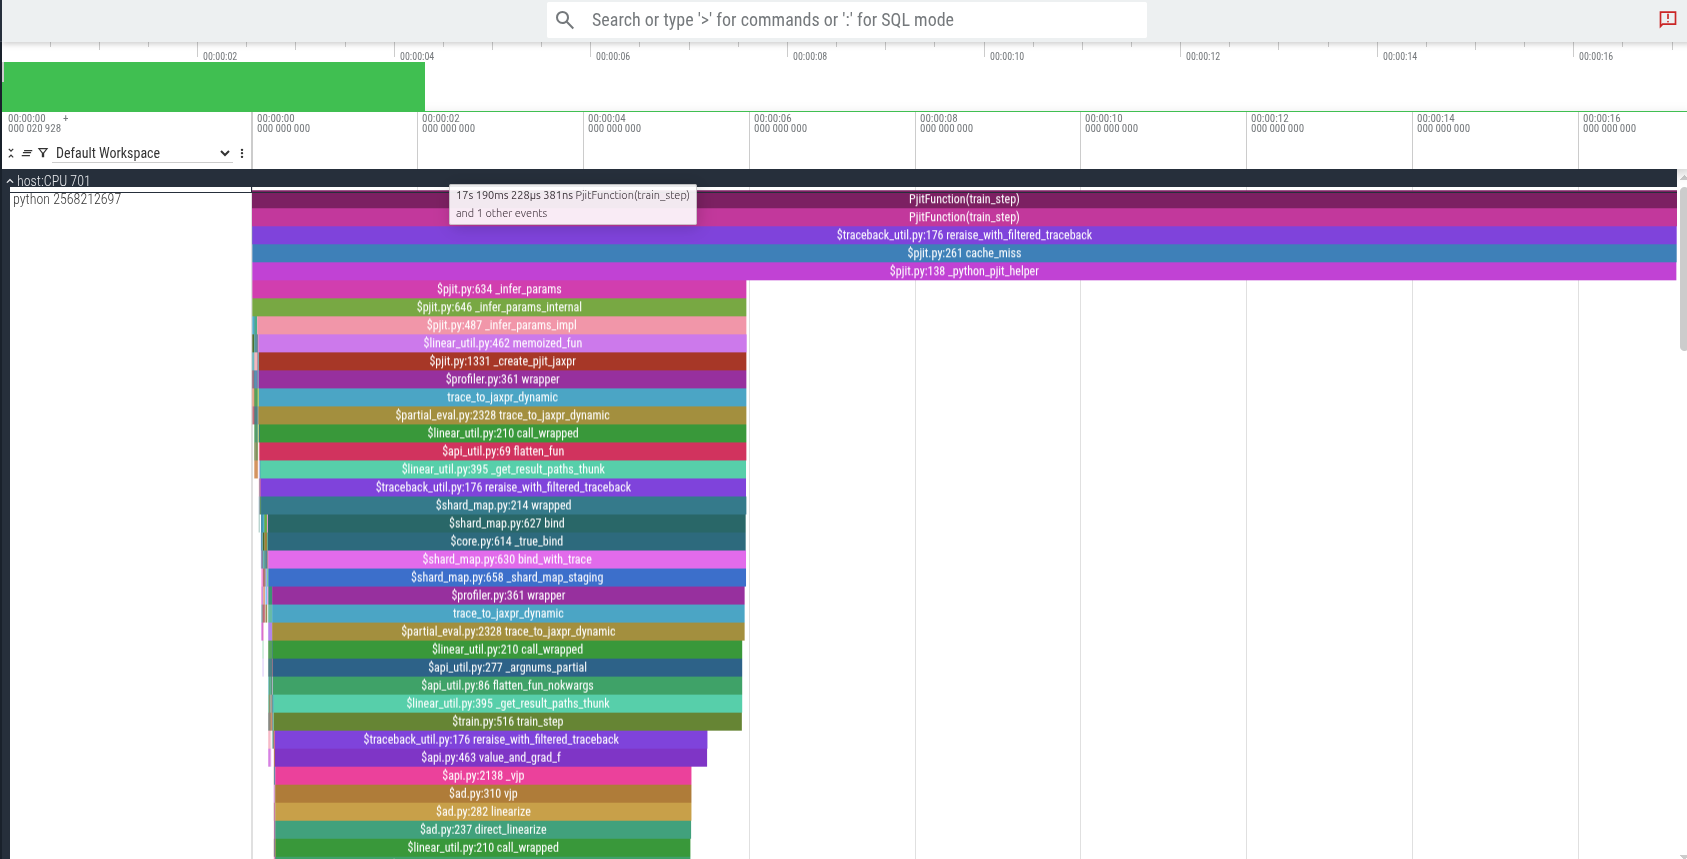 Search or type '>' for commands or ':' for SQL mode
00:00:02 00:00:04 00:00:06 00:00:08 00:00:10 00:00:12 00:00:14 00:00:16
00:00:00 + 00:00:00 00:00:02 00:00:04 00:00:06 00:00:08 00:00:10 00:00:12 00:00:14 00:00:16
000 020 928 000 000 000 000 000 000 000 000 000 000 000 000 000 000 000 000 000 000 000 000 000 000 000 000 000 000 000
Default Workspace
host:CPU 701
python 2568212697
17s 190ms 228µs 381ns PjitFunction(train_step)
and 1 other events
PjitFunction(train_step)
PjitFunction(train_step)
$traceback_util.py:176 reraise_with_filtered_traceback
$pjit.py:261 cache_miss
$pjit.py:138 _python_pjit_helper
$pjit.py:634 _infer_params
$pjit.py:646 _infer_params_internal
$pjit.py:487 _infer_params_impl
$linear_util.py:462 memoized_fun
$pjit.py:1331 _create_pjit_jaxpr
$profiler.py:361 wrapper
trace_to_jaxpr_dynamic
$partial_eval.py:2328 trace_to_jaxpr_dynamic
$linear_util.py:210 call_wrapped
$api_util.py:69 flatten_fun
$linear_util.py:395 _get_result_paths_thunk
$traceback_util.py:176 reraise_with_filtered_traceback
$shard_map.py:214 wrapped
$shard_map.py:627 bind
$core.py:614 _true_bind
$shard_map.py:630 bind_with_trace
$shard_map.py:658 _shard_map_staging
$profiler.py:361 wrapper
trace_to_jaxpr_dynamic
$partial_eval.py:2328 trace_to_jaxpr_dynamic
$linear_util.py:210 call_wrapped
$api_util.py:277 _argnums_partial
$api_util.py:86 flatten_fun_nokwargs
$linear_util.py:395 _get_result_paths_thunk
$train.py:516 train_step
$traceback_util.py:176 reraise_with_filtered_traceback
$api.py:463 value_and_grad_f
$api.py:2138 _vjp
$ad.py:310 vjp
$ad.py:282 linearize
$ad.py:237 direct_linearize
$linear_util.py:210 call_wrapped